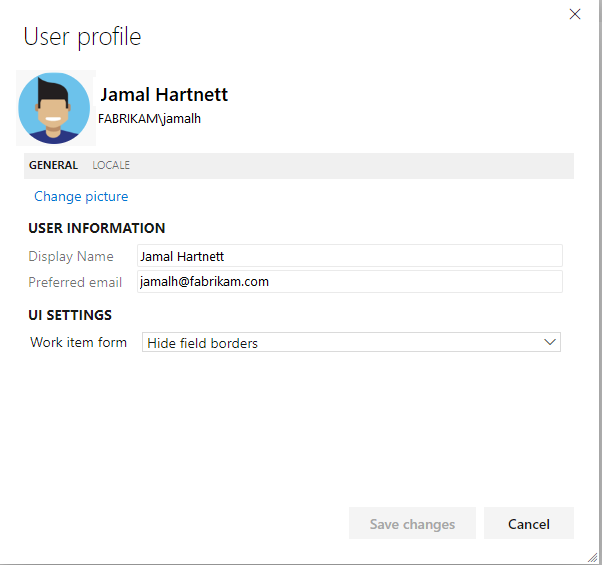 User profile
Jamal Hartnett
FABRIKAM\jamalh
GENERAL LOCALE
Change picture
USER INFORMATION
Display Name Jamal Hartnett
Preferred email jamalh@fabrikam.com
UI SETTINGS
Work item form Hide field borders
Save changes Cancel